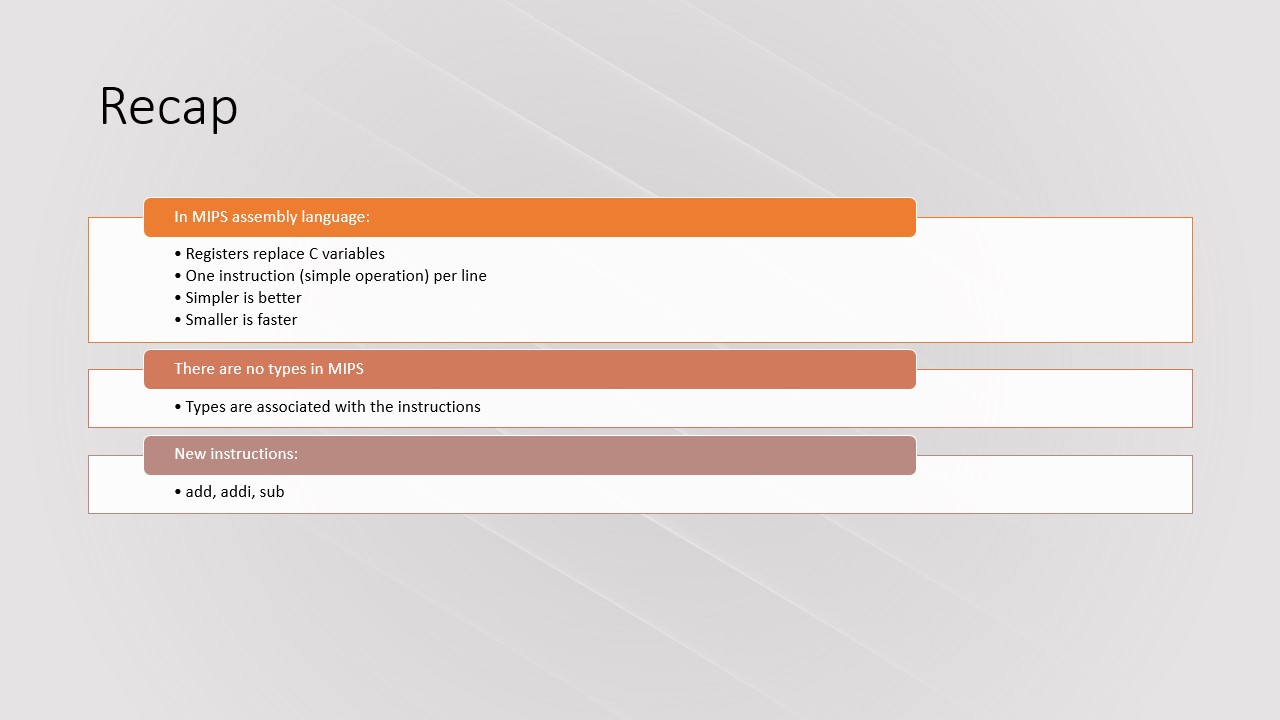 Recap
In MIPS assembly language:
• Registers replace C variables
• One instruction (simple operation) per line
• Simpler is better
• Smaller is faster
There are no types in MIPS
• Types are associated with the instructions
New instructions:
• add, addi, sub